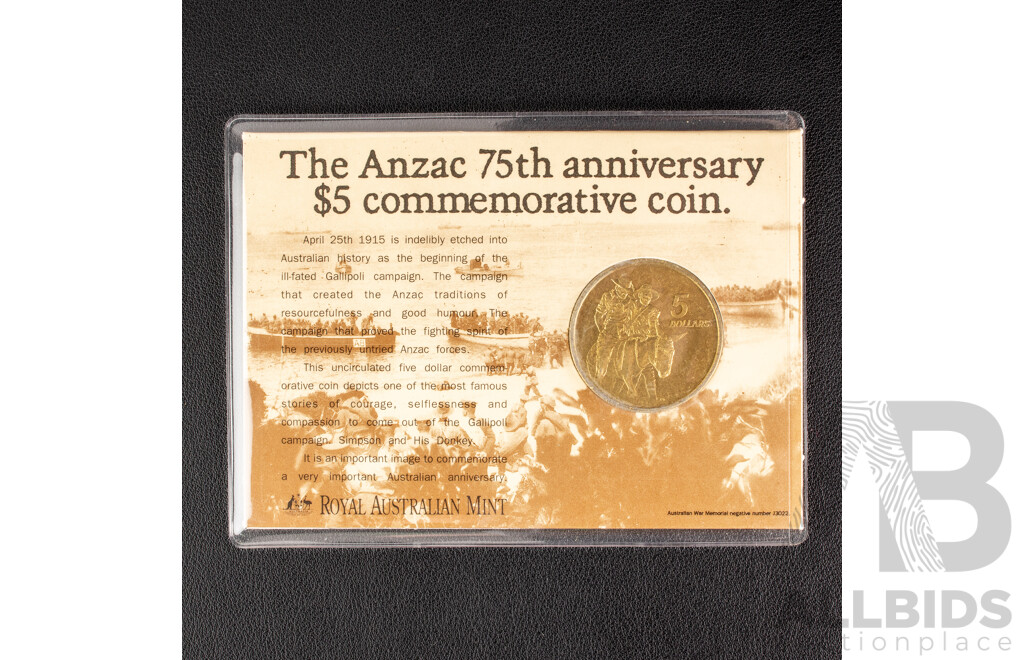 The Anzac 75th anniversary
$5 commemorative coin.
April 25th 1915 is indelibly etched into
Australian history as the beginning of the
ill-fated Gallipoli campaign. The campaign
that created the Anzac traditions of
resourcefulness and good humour. The
campaign that proved the fighting spirit of
the previously untried Anzac forces.
This uncirculated five dollar commem-
orative coin depicts one of the most famous
stories of courage, selflessness and
compassion to come out of the Gallipoli
campaign. Simpson and His Donkey.
It is an important image to commemorate
a very important Australian anniversary.
ROYAL AUSTRALIAN MINT
5
DOLLARS
Australian War Memorial negative number J3022
AB
ALLBIDS
auctionplace